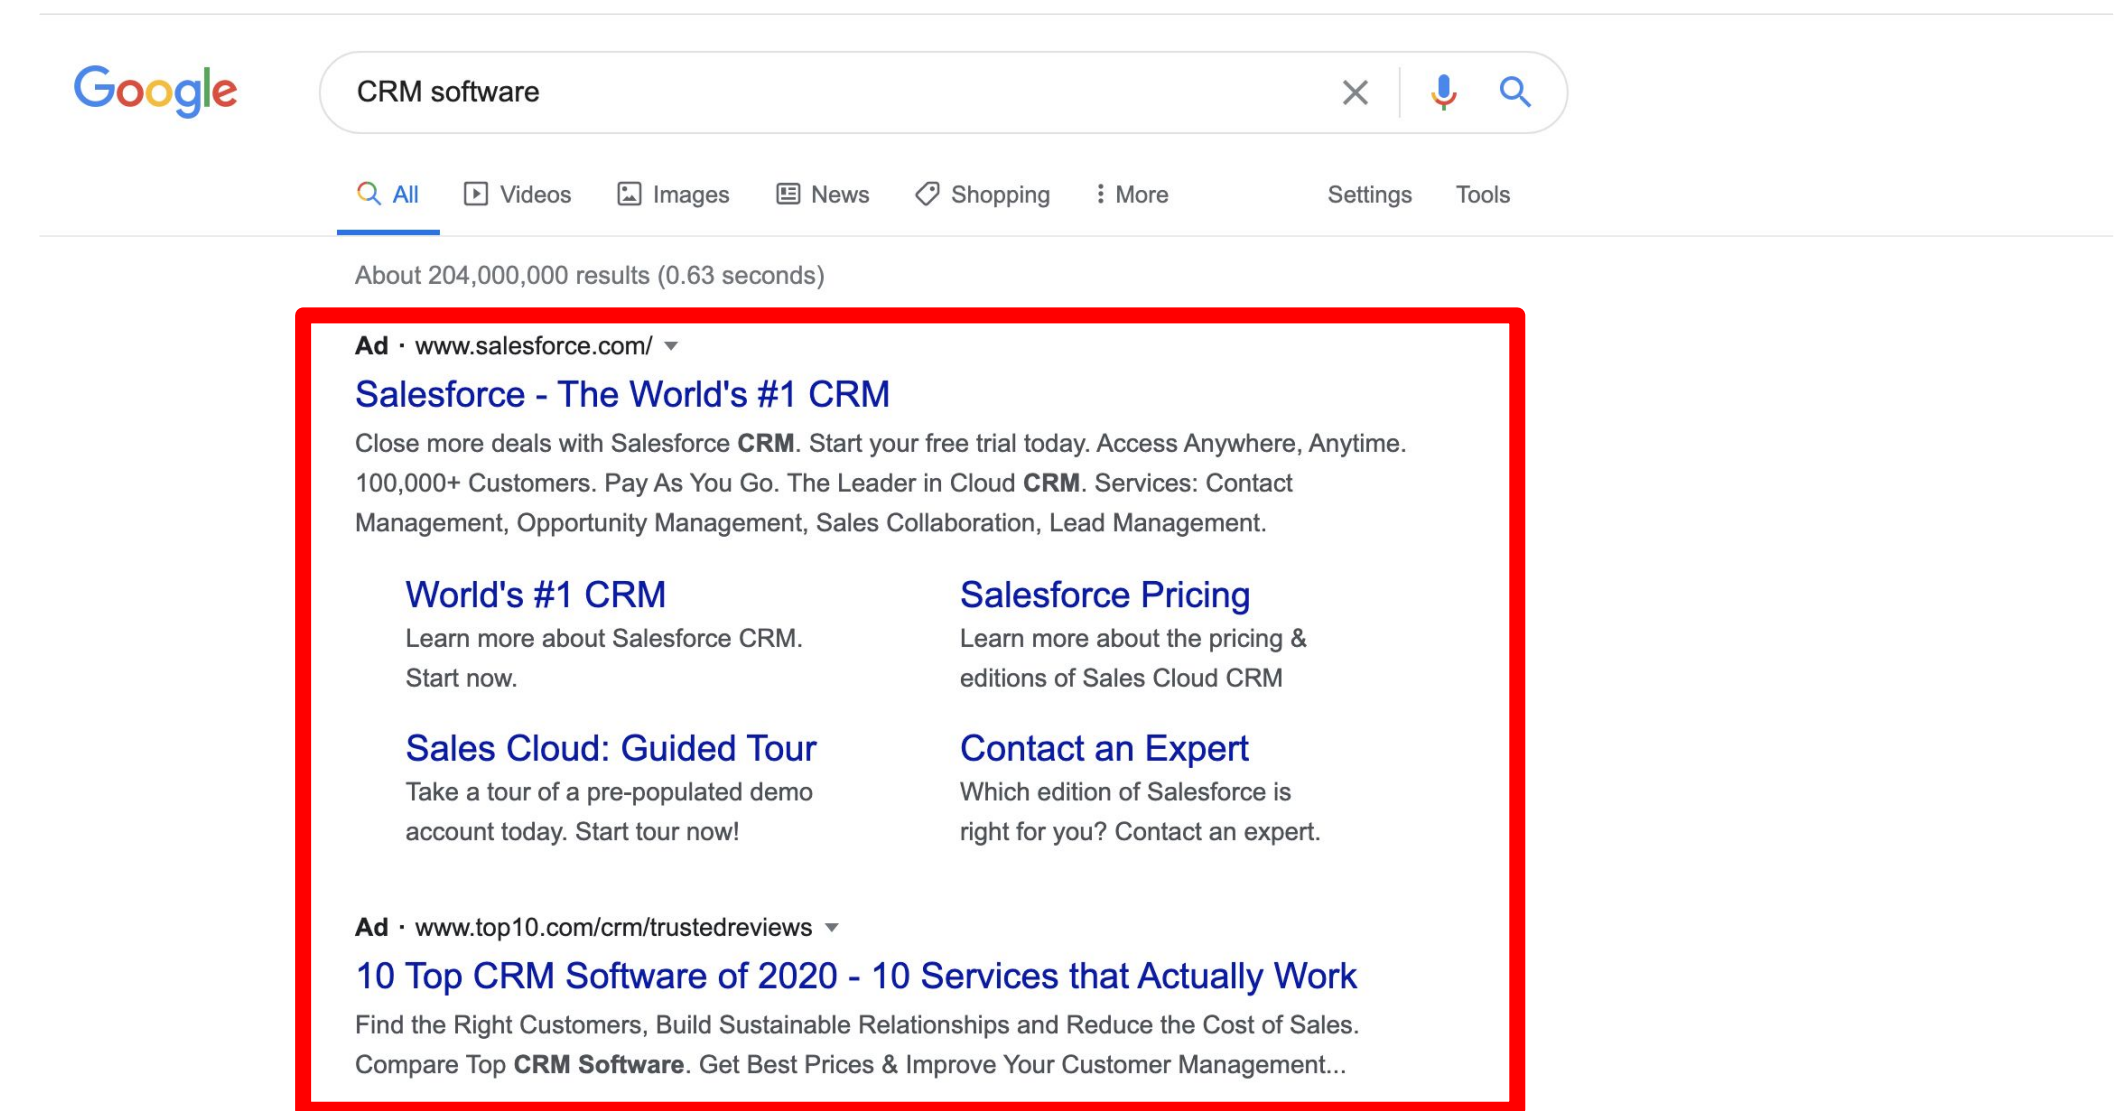 Google
CRM software
All Videos Images News Shopping More Settings Tools
About 204,000,000 results (0.63 seconds)
Ad · www.salesforce.com/
Salesforce - The World's #1 CRM
Close more deals with Salesforce CRM. Start your free trial today. Access Anywhere, Anytime.
100,000+ Customers. Pay As You Go. The Leader in Cloud CRM. Services: Contact
Management, Opportunity Management, Sales Collaboration, Lead Management.
World's #1 CRM
Learn more about Salesforce CRM.
Start now.
Salesforce Pricing
Learn more about the pricing &
editions of Sales Cloud CRM
Sales Cloud: Guided Tour
Take a tour of a pre-populated demo
account today. Start tour now!
Contact an Expert
Which edition of Salesforce is
right for you? Contact an expert.
Ad · www.top10.com/crm/trustedreviews
10 Top CRM Software of 2020 - 10 Services that Actually Work
Find the Right Customers, Build Sustainable Relationships and Reduce the Cost of Sales.
Compare Top CRM Software. Get Best Prices & Improve Your Customer Management...